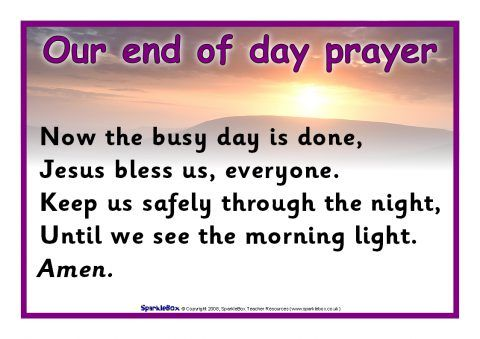 Our end of day prayer
Now the busy day is done,
Jesus bless us, everyone.
Keep us safely through the night,
Until we see the morning light.
Amen.
SparkleBox © Copyright 2008, SparkleBox Teacher Resources (www.sparklebox.co.uk)